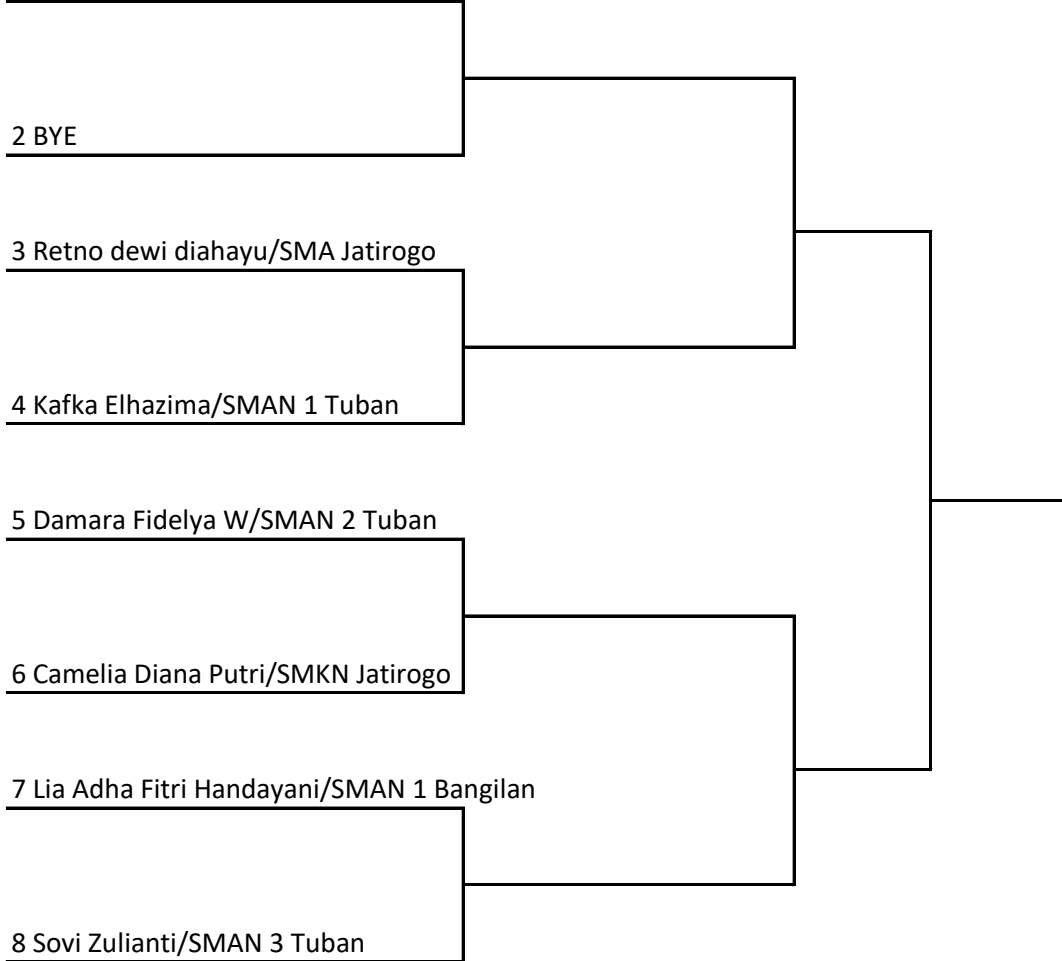 2 BYE
3 Retno dewi diahayu/SMA Jatirogo
4 Kafka Elhazima/SMAN 1 Tuban
5 Damara Fidelya W/SMAN 2 Tuban
6 Camelia Diana Putri/SMKN Jatirogo
7 Lia Adha Fitri Handayani/SMAN 1 Bangilan
8 Sovi Zulianti/SMAN 3 Tuban